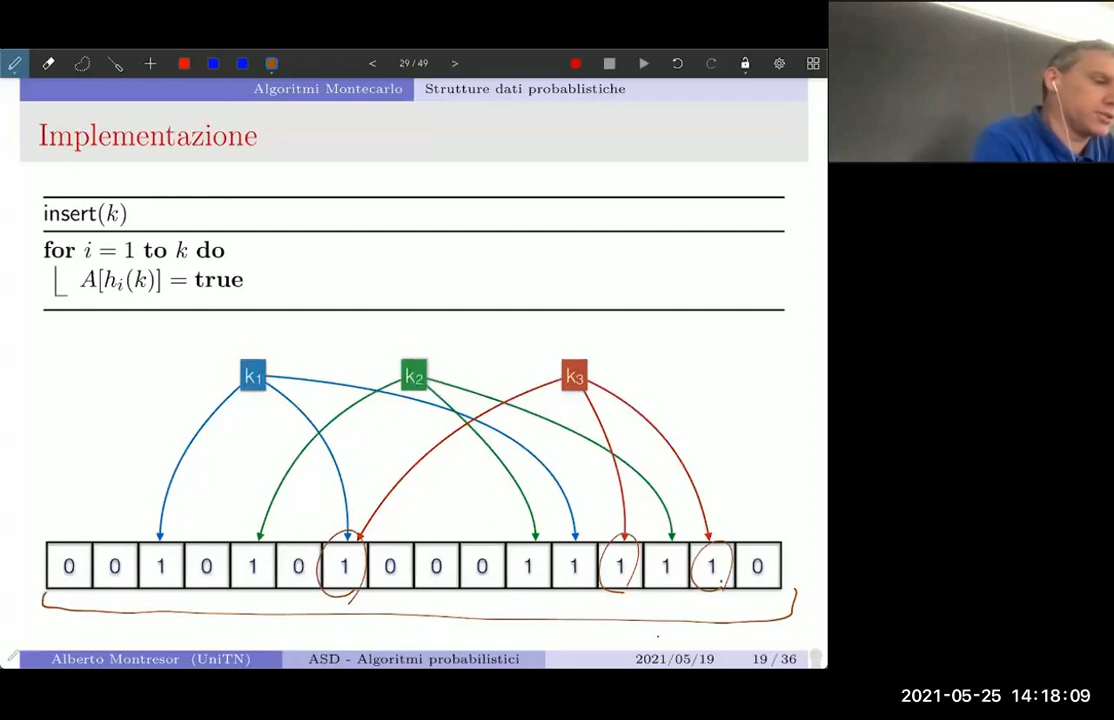 29/49
Algoritmi Montecarlo Strutture dati probablistiche
Implementazione
insert(k)
for i = 1 to k do
A[hᵢ(k)] = true
k₁ k₂ k₃
0 0 1 0 1 0 1 0 0 0 1 1 1 1 1 0
Alberto Montresor (UniTN) ASD - Algoritmi probabilistici 2021/05/19 19 / 36
2021-05-25 14:18:09